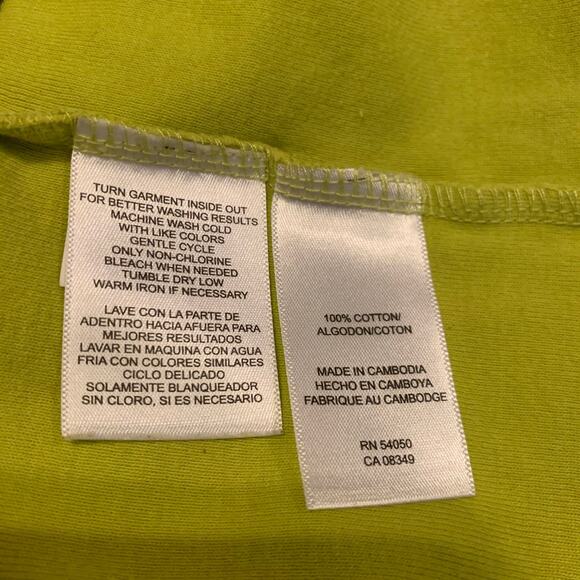 TURN GARMENT INSIDE OUT
FOR BETTER WASHING RESULTS
MACHINE WASH COLD
WITH LIKE COLORS
GENTLE CYCLE
ONLY NON-CHLORINE
BLEACH WHEN NEEDED
TUMBLE DRY LOW
WARM IRON IF NECESSARY
LAVE CON LA PARTE DE
ADENTRO HACIA AFUERA PARA
MEJORES RESULTADOS
LAVAR EN MAQUINA CON AGUA
FRIA CON COLORES SIMILARES
CICLO DELICADO
SOLAMENTE BLANQUEADOR
SIN CLORO, SI ES NECESARIO
100% COTTON/
ALGODON/COTON
MADE IN CAMBODIA
HECHO EN CAMBOYA
FABRIQUE AU CAMBODGE
RN 54050
CA 08349